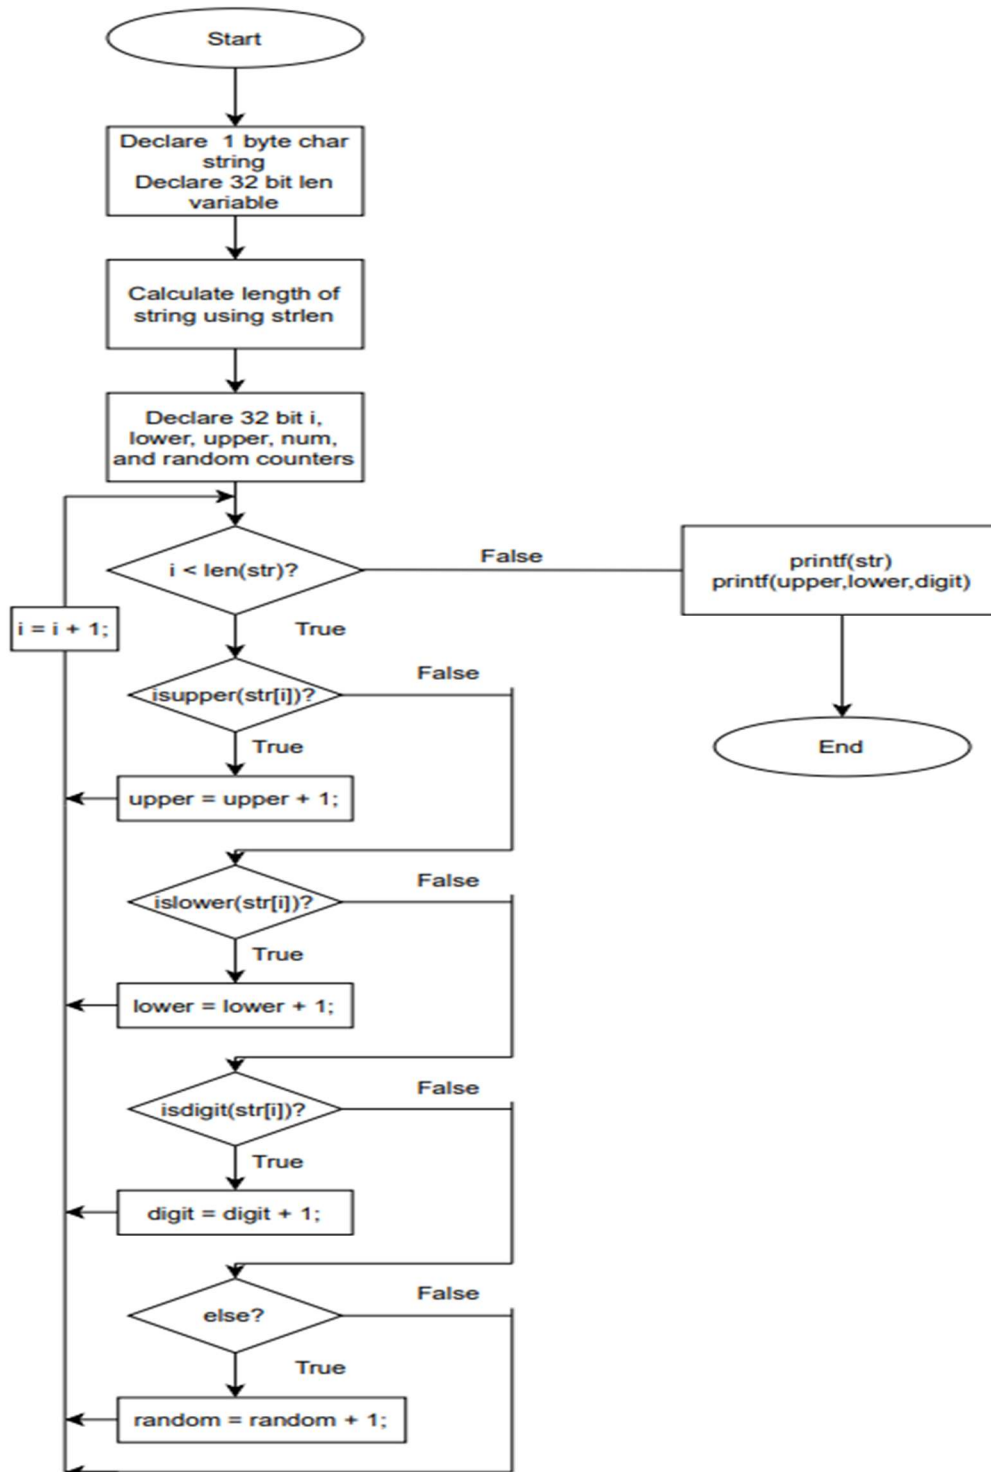 Start
Declare 1 byte char
string
Declare 32 bit len
variable
Calculate length of
string using strlen
Declare 32 bit i,
lower, upper, num,
and random counters
i < len(str)?
False
printf(str)
printf(upper,lower,digit)
End
i = i + 1;
True
isupper(str[i])?
False
True
upper = upper + 1;
islower(str[i])?
False
True
lower = lower + 1;
isdigit(str[i])?
False
True
digit = digit + 1;
else?
False
True
random = random + 1;